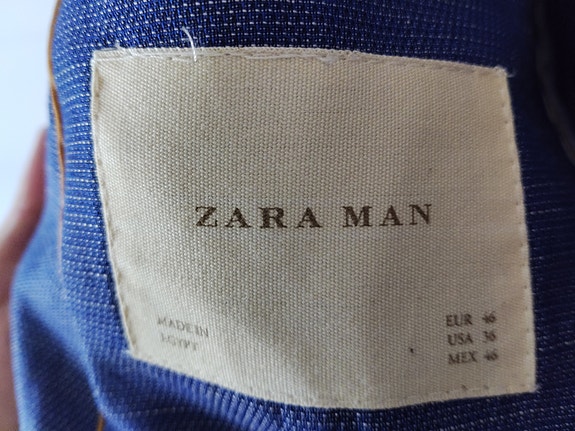 ZARA MAN
MADE IN
EGYPT
EUR 46
USA 36
MEX 46